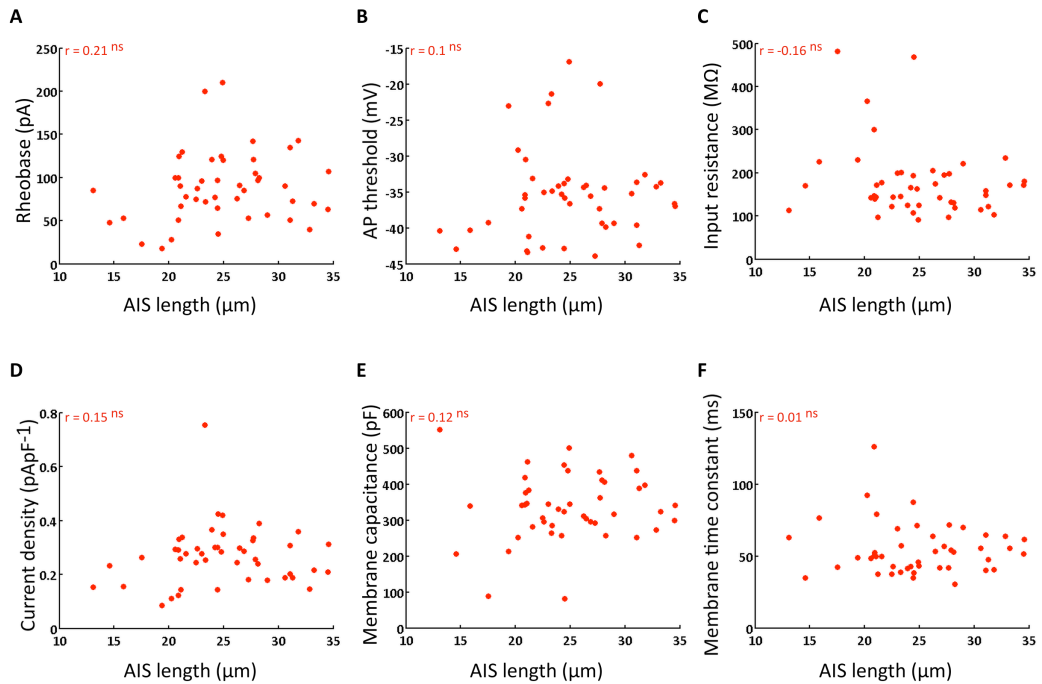 A
r = 0.21 ns
Rheobase (pA)
250
200
150
100
50
0
10 15 20 25 30 35
AIS length (μm)
B
r = 0.1 ns
AP threshold (mV)
-15
-20
-25
-30
-35
-40
-45
10 15 20 25 30 35
AIS length (μm)
C
r = -0.16 ns
Input resistance (MΩ)
500
400
300
200
100
0
10 15 20 25 30 35
AIS length (μm)
D
r = 0.15 ns
Current density (pApF-1)
0.8
0.6
0.4
0.2
0
10 15 20 25 30 35
AIS length (μm)
E
r = 0.12 ns
Membrane capacitance (pF)
600
500
400
300
200
100
0
10 15 20 25 30 35
AIS length (μm)
F
r = 0.01 ns
Membrane time constant (ms)
150
100
50
0
10 15 20 25 30 35
AIS length (μm)